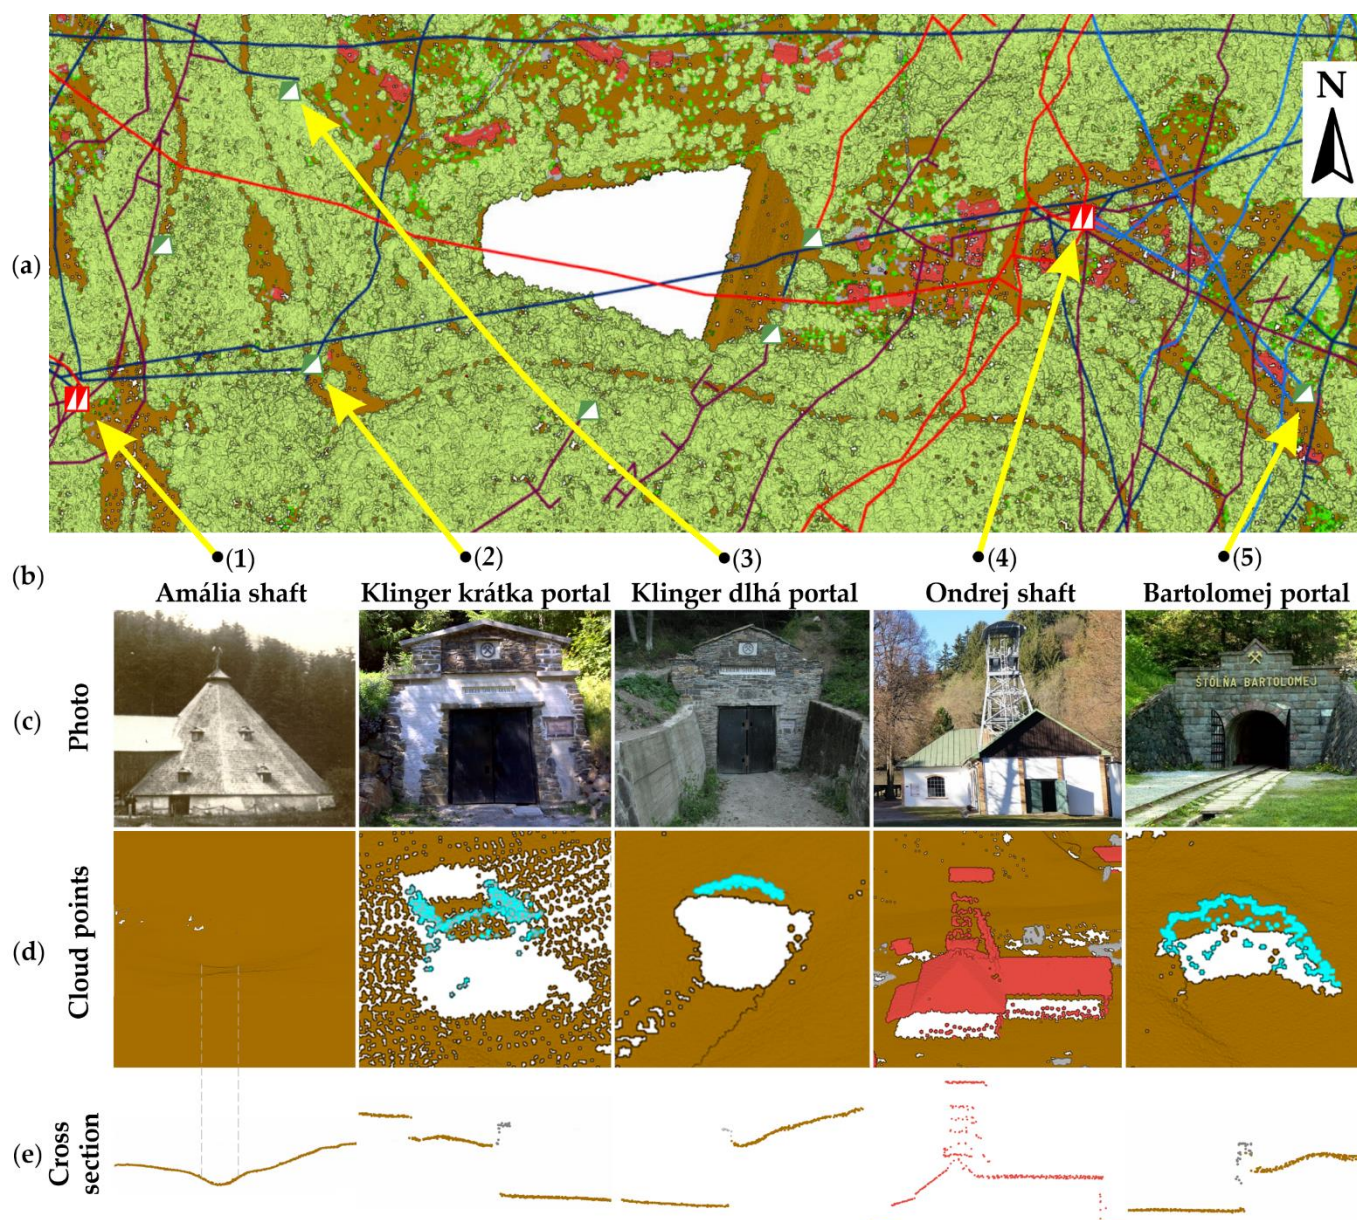 N
(a)
(b)
(1)
(2)
(3)
(4)
(5)
Amália shaft
Klinger krátka portal
Klinger dlhá portal
Ondrej shaft
Bartolomej portal
(c)
Photo
ŠTÔLŇA BARTOLOMEJ
(d)
Cloud points
(e)
Cross
section